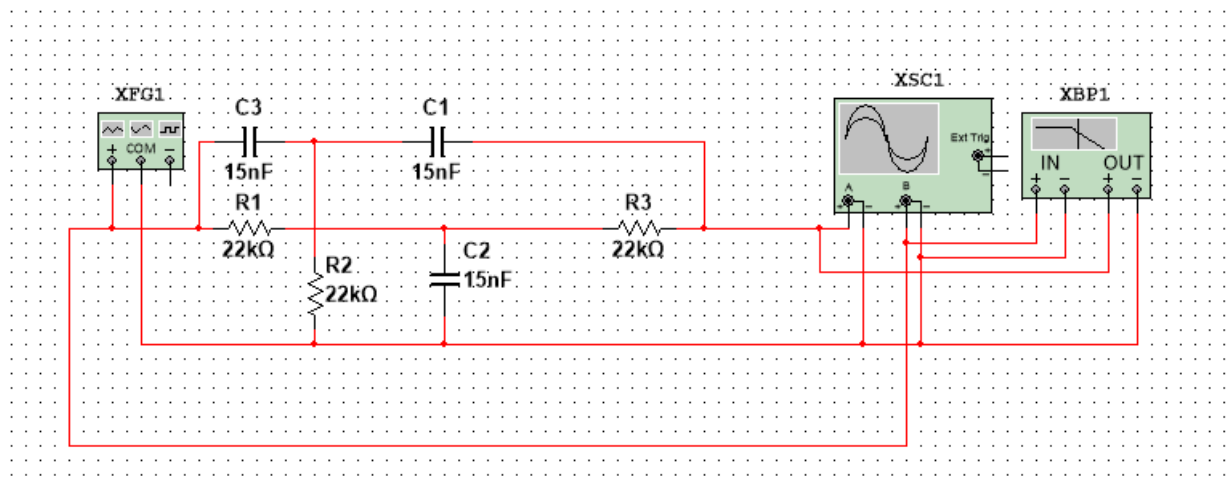 XFG1
+ COM −
C3
15nF
C1
15nF
R1
22kΩ
R2
22kΩ
C2
15nF
R3
22kΩ
XSC1
Ext Trig
+
−
A
B
+ − + −
XBP1
IN OUT
+ − + −